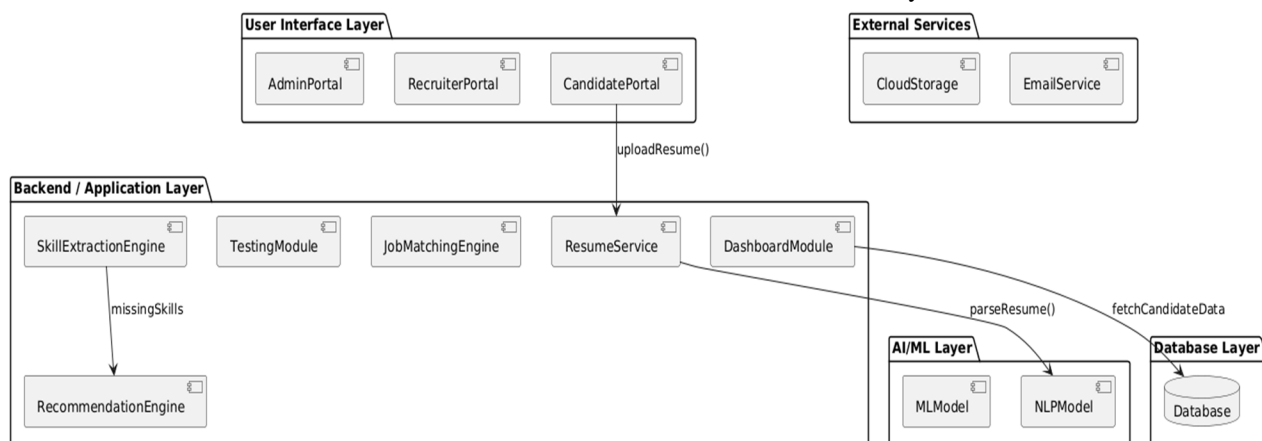 User Interface Layer
External Services
AdminPortal
RecruiterPortal
CandidatePortal
CloudStorage
EmailService
uploadResume()
Backend / Application Layer
SkillExtractionEngine
TestingModule
JobMatchingEngine
ResumeService
DashboardModule
missingSkills
parseResume()
fetchCandidateData
AI/ML Layer
Database Layer
RecommendationEngine
MLModel
NLPModel
Database